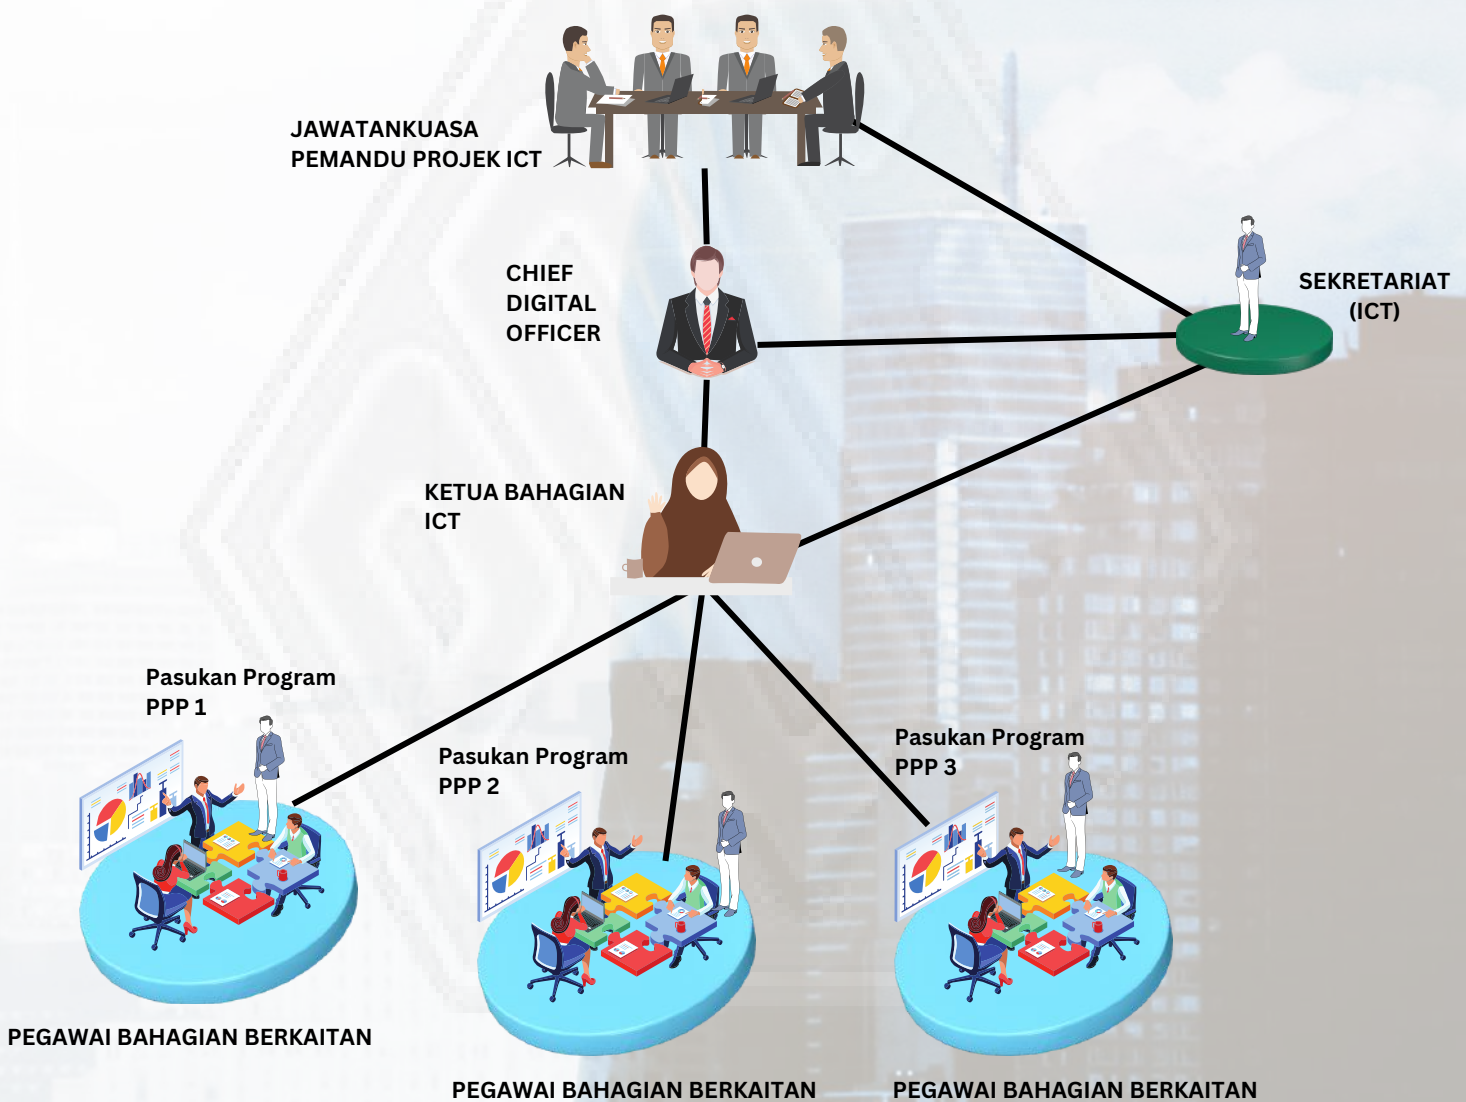 JAWATANKUASA
PEMANDU PROJEK ICT
CHIEF
DIGITAL
OFFICER
SEKRETARIAT
(ICT)
KETUA BAHAGIAN
ICT
Pasukan Program
PPP 1
Pasukan Program
PPP 2
Pasukan Program
PPP 3
PEGAWAI BAHAGIAN BERKAITAN
PEGAWAI BAHAGIAN BERKAITAN
PEGAWAI BAHAGIAN BERKAITAN